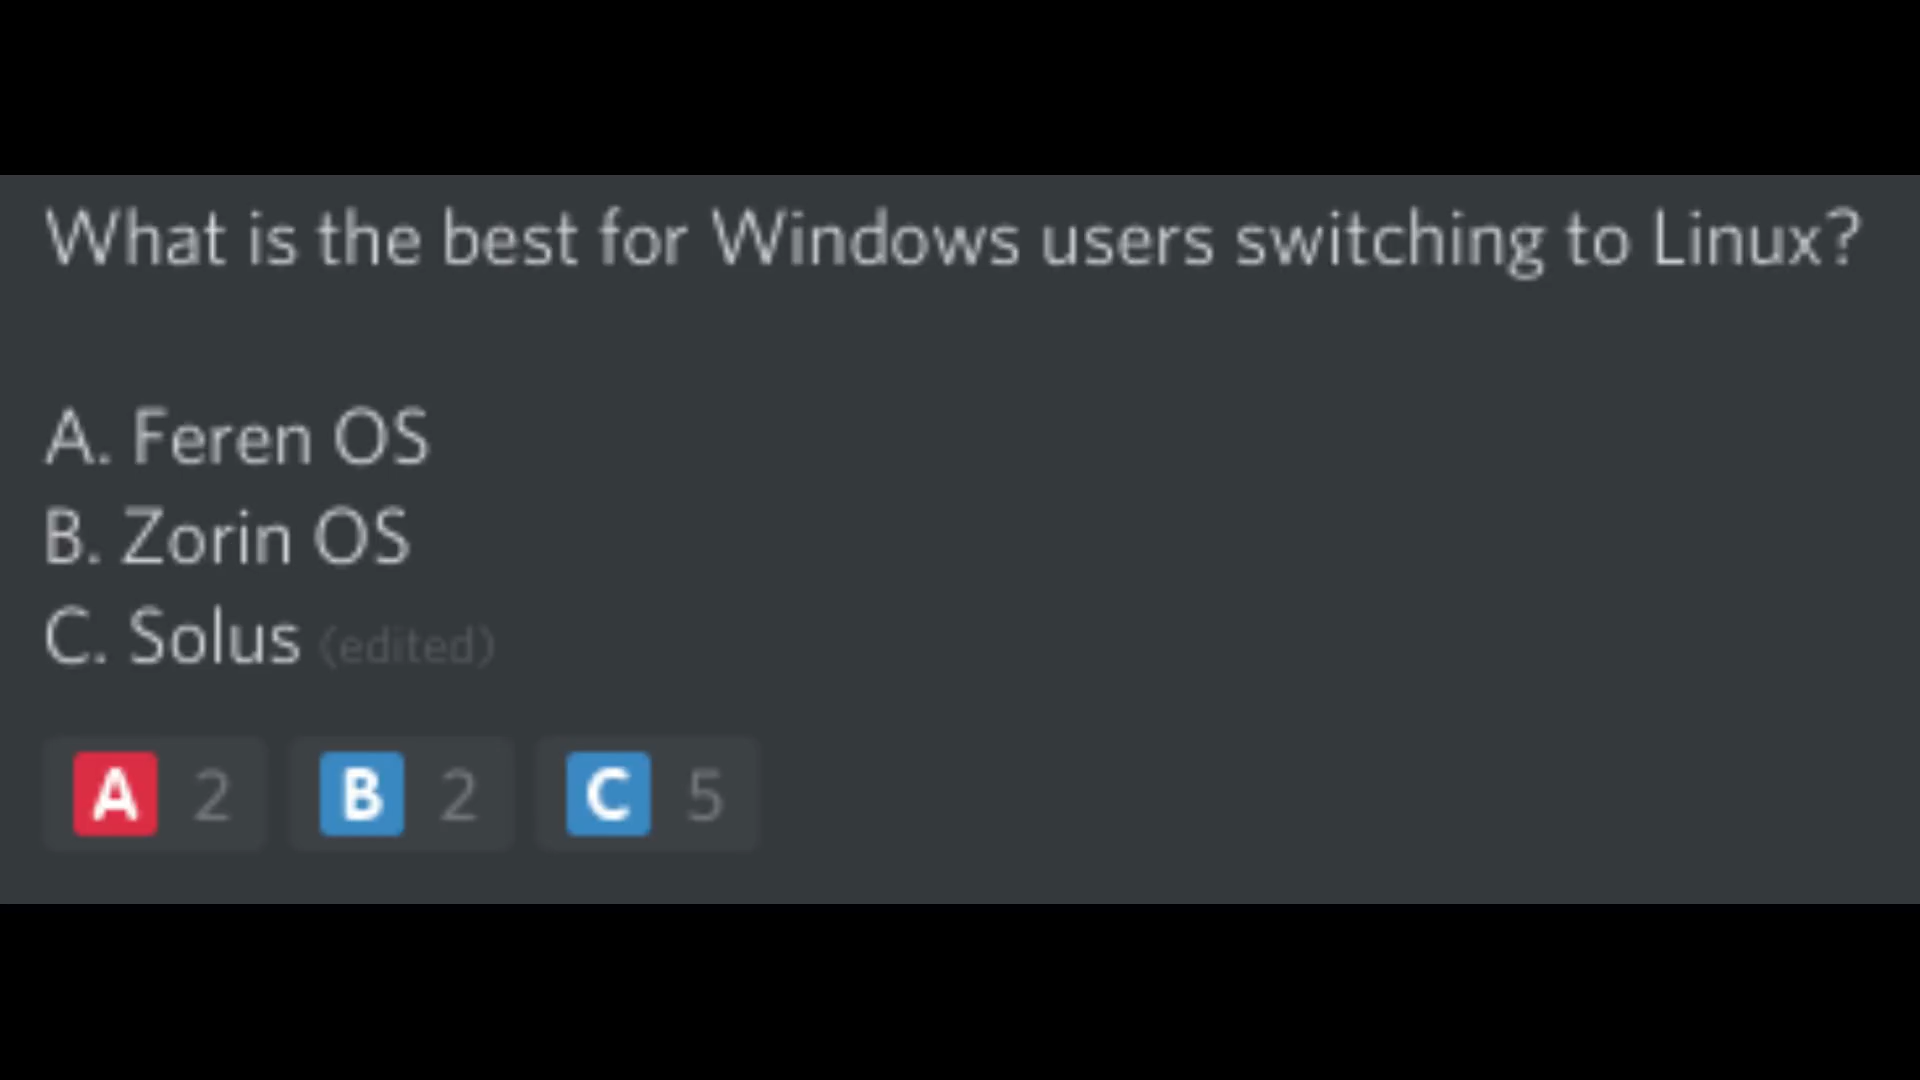 What is the best for Windows users switching to Linux?
A. Feren OS
B. Zorin OS
C. Solus (edited)
A 2 B 2 C 5